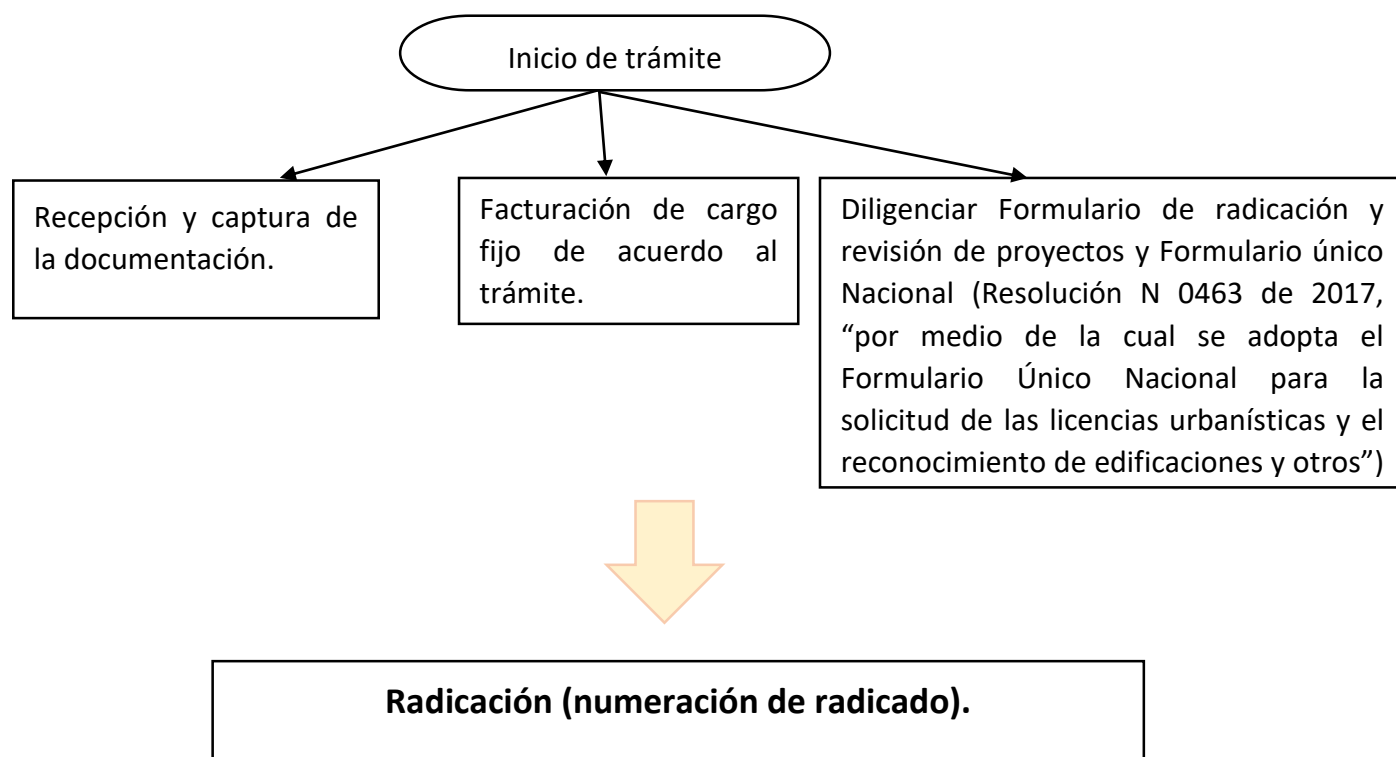 Inicio de trámite
Recepción y captura de
la documentación.
Facturación de cargo
fijo de acuerdo al
trámite.
Diligenciar Formulario de radicación y
revisión de proyectos y Formulario único
Nacional (Resolución N 0463 de 2017,
“por medio de la cual se adopta el
Formulario Único Nacional para la
solicitud de las licencias urbanísticas y el
reconocimiento de edificaciones y otros”)
Radicación (numeración de radicado).